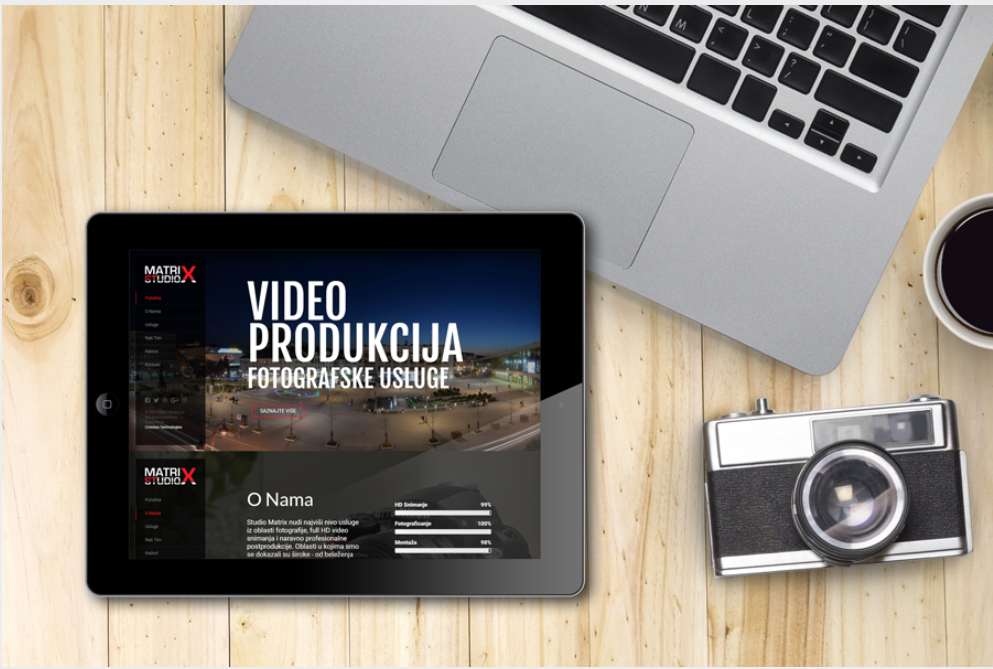 MATRIX
STUDIO
Početna
O Nama
Usluge
Naš Tim
Radovi
Kontakt
Cosmos Technologies
VIDEO
PRODUKCIJA
FOTOGRAFSKE USLUGE
SAZNAJTE VIŠE
MATRIX
STUDIO
Početna
O Nama
Usluge
Naš Tim
Radovi
O Nama
Studio Matrix nudi najviši nivo usluge
iz oblasti fotografije, full HD video
snimanja i naravno profesionalne
postprodukcije. Oblasti u kojima smo
se dokazali su široke - od beleženja
HD Snimanje 99%
Fotografisanje 100%
Montaža 98%
N
M
< ,
> .
? /
L
: ;
" '
{ [
} ]
| \